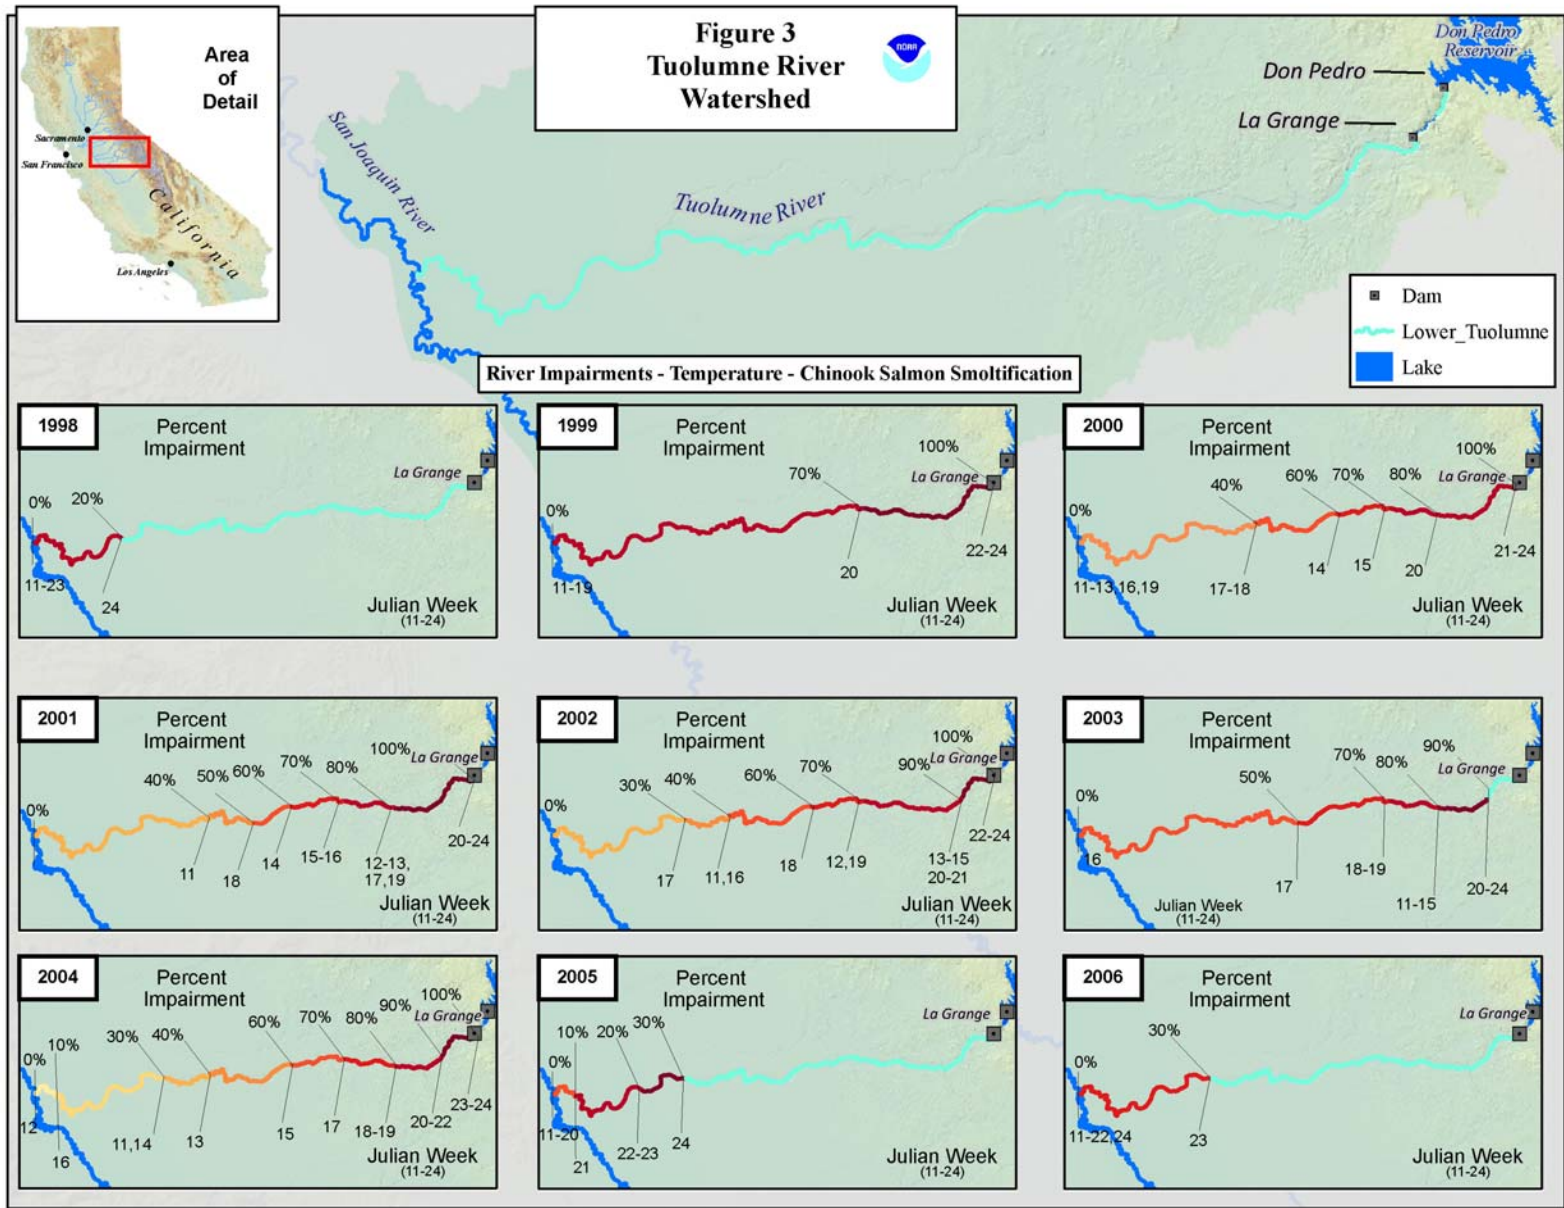 Figure 3
Tuolumne River
Watershed
NOAA
Area
of
Detail
Sacramento
San Francisco
California
Los Angeles
Don Pedro
Reservoir
Don Pedro
La Grange
San Joaquin River
Tuolumne River
Dam
Lower_Tuolumne
Lake
River Impairments - Temperature - Chinook Salmon Smoltification
1998
Percent
Impairment
La Grange
0%
20%
11-23
24
Julian Week
(11-24)
1999
Percent
Impairment
100%
70%
La Grange
0%
11-19
20
22-24
Julian Week
(11-24)
2000
Percent
Impairment
100%
La Grange
0%
40%
60%
70%
80%
11-13,16,19
17-18
14
15
20
21-24
Julian Week
(11-24)
2001
Percent
Impairment
100%
La Grange
0%
40%
50%
60%
70%
80%
11
18
14
15-16
12-13,
17,19
20-24
Julian Week
(11-24)
2002
Percent
Impairment
100%
La Grange
0%
30%
40%
60%
70%
90%
17
11,16
18
12,19
13-15
20-21
22-24
Julian Week
(11-24)
2003
Percent
Impairment
90%
La Grange
0%
50%
70%
80%
16
17
18-19
11-15
20-24
Julian Week
(11-24)
2004
Percent
Impairment
100%
La Grange
0%
10%
30%
40%
60%
70%
80%
90%
12
16
11,14
13
15
17
18-19
20-22
23-24
Julian Week
(11-24)
2005
Percent
Impairment
La Grange
0%
10%
20%
30%
11-20
21
22-23
24
Julian Week
(11-24)
2006
Percent
Impairment
La Grange
0%
30%
11-22,24
23
Julian Week
(11-24)